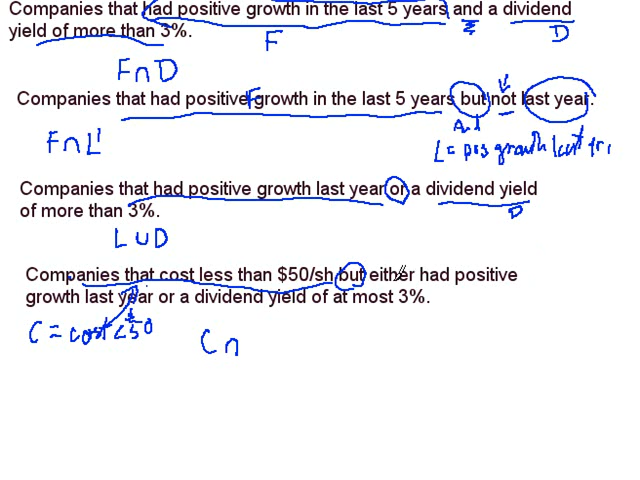 Companies that had positive growth in the last 5 years and a dividend
yield of more than 3%.
F D
F∩D
Companies that had positive growth in the last 5 years but not last year.
F
And
F∩L'
L = pos growth last
Companies that had positive growth last year or a dividend yield
of more than 3%.
D
L∪D
Companies that cost less than $50/sh but either had positive
growth last year or a dividend yield of at most 3%.
C = cost < 50
C∩